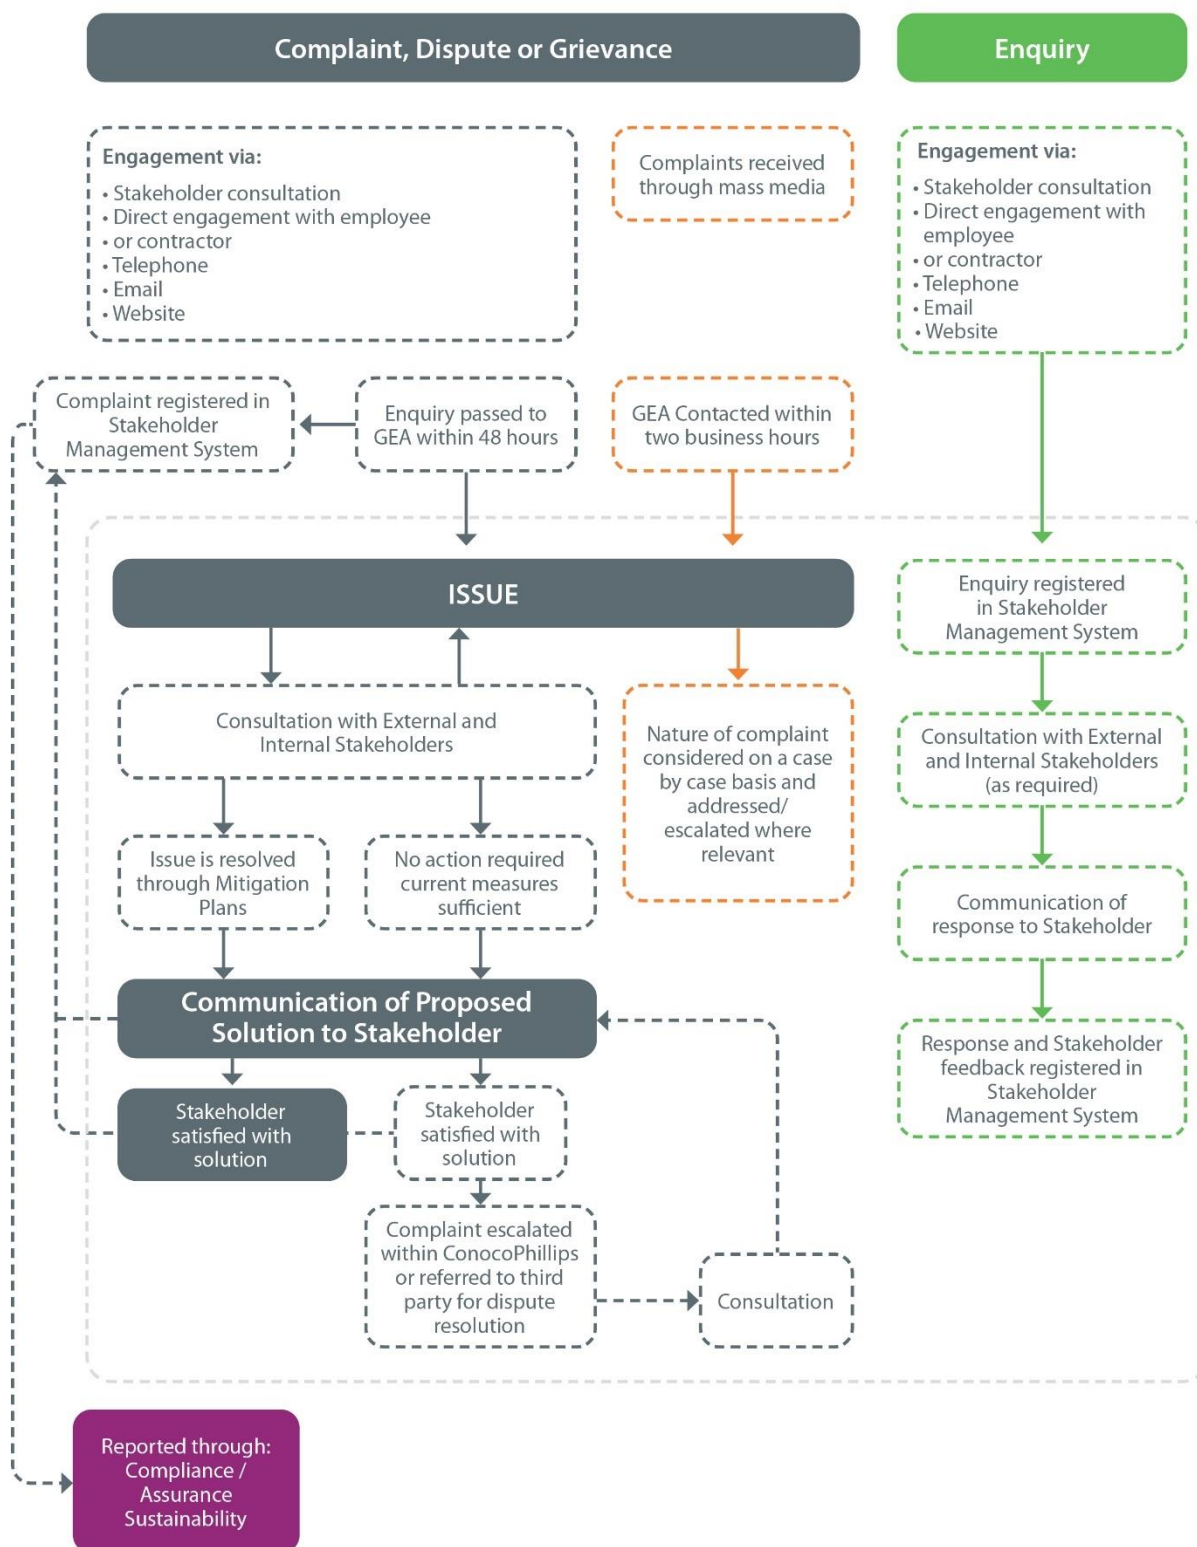 Complaint, Dispute or Grievance
Enquiry
Engagement via:
• Stakeholder consultation
• Direct engagement with employee
• or contractor
• Telephone
• Email
• Website
Complaints received
through mass media
Engagement via:
• Stakeholder consultation
• Direct engagement with
employee
• or contractor
• Telephone
• Email
• Website
Complaint registered in
Stakeholder
Management System
Enquiry passed to
GEA within 48 hours
GEA Contacted within
two business hours
ISSUE
Enquiry registered
in Stakeholder
Management System
Consultation with External and
Internal Stakeholders
Nature of complaint
considered on a case
by case basis and
addressed/
escalated where
relevant
Consultation with External
and Internal Stakeholders
(as required)
Issue is resolved
through Mitigation
Plans
No action required
current measures
sufficient
Communication of
response to Stakeholder
Communication of Proposed
Solution to Stakeholder
Response and Stakeholder
feedback registered in
Stakeholder
Management System
Stakeholder
satisfied with
solution
Stakeholder
satisfied with
solution
Complaint escalated
within ConocoPhillips
or referred to third
party for dispute
resolution
Consultation
Reported through:
Compliance /
Assurance
Sustainability